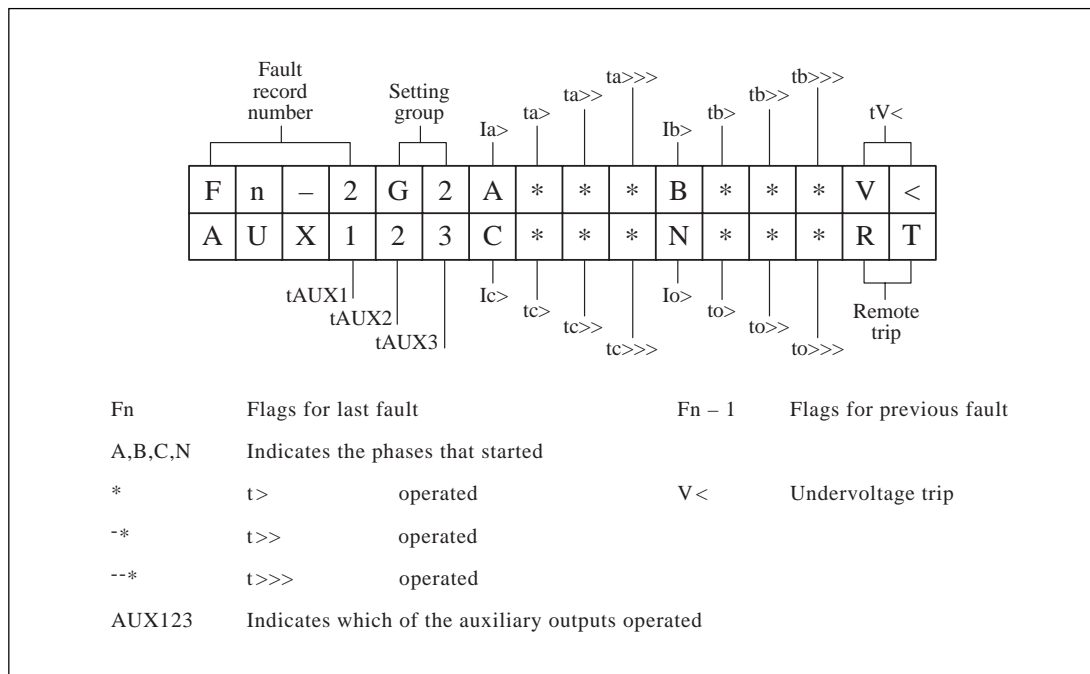 Fault
record
number
Setting
group
Ia>
ta>
ta>>
ta>>>
Ib>
tb>
tb>>
tb>>>
tV<
F n – 2 G 2 A * * * B * * * V <
A U X 1 2 3 C * * * N * * * R T
tAUX1
tAUX2
tAUX3
Ic>
tc>
tc>>
tc>>>
Io>
to>
to>>
to>>>
Remote
trip
Fn Flags for last fault Fn – 1 Flags for previous fault
A,B,C,N Indicates the phases that started
* t> operated V< Undervoltage trip
-* t>> operated
--* t>>> operated
AUX123 Indicates which of the auxiliary outputs operated